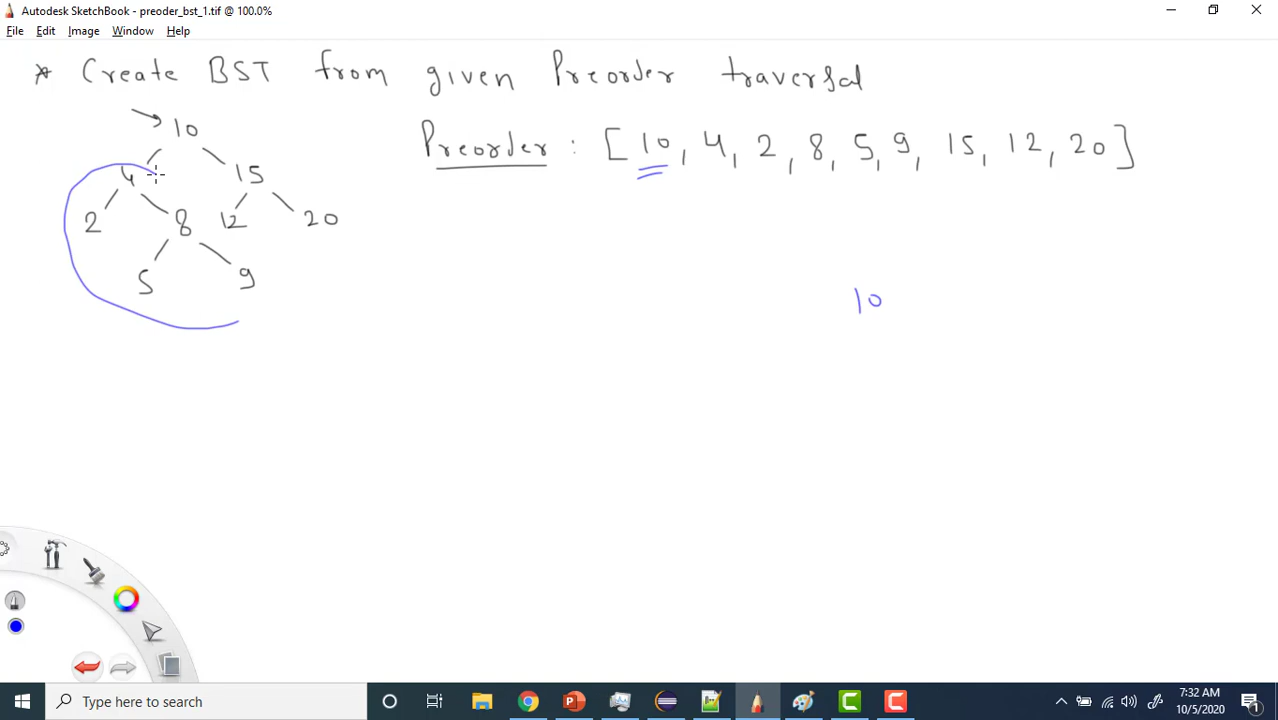 Autodesk SketchBook - preoder_bst_1.tif @ 100.0%
File Edit Image Window Help
* Create BST from given Preorder traversal
10
Preorder : [ 10, 4, 2, 8, 5, 9, 15, 12, 20 ]
4 15
2 8 12 20
5 9
10
Type here to search
7:32 AM
10/5/2020
1